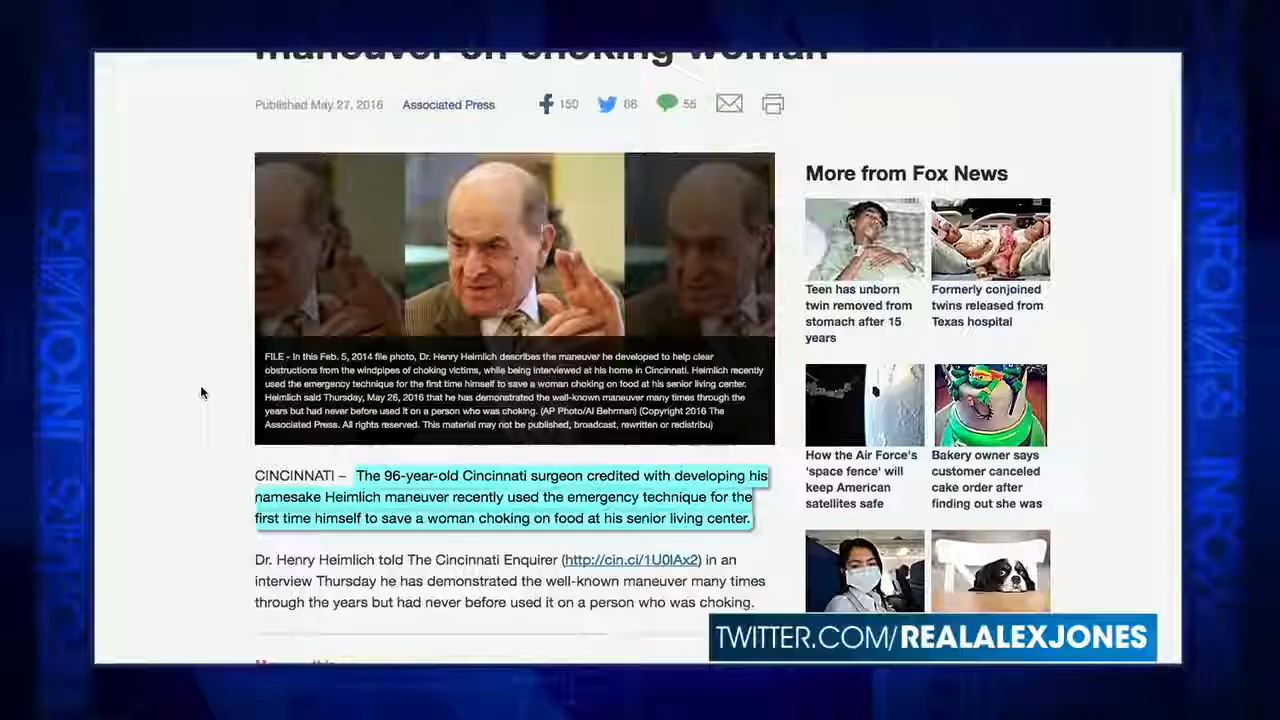 maneuver on choking woman
Published May 27, 2016 Associated Press 150 66 55
More from Fox News
FILE - In this Feb. 5, 2014 file photo, Dr. Henry Heimlich describes the maneuver he developed to help clear
obstructions from the windpipes of choking victims, while being interviewed at his home in Cincinnati. Heimlich recently
used the emergency technique for the first time himself to save a woman choking on food at his senior living center.
Heimlich said Thursday, May 26, 2016 that he has demonstrated the well-known maneuver many times through the
years but had never before used it on a person who was choking. (AP Photo/Al Behrman) (Copyright 2016 The
Associated Press. All rights reserved. This material may not be published, broadcast, rewritten or redistribu)
CINCINNATI – The 96-year-old Cincinnati surgeon credited with developing his
namesake Heimlich maneuver recently used the emergency technique for the
first time himself to save a woman choking on food at his senior living center.
Dr. Henry Heimlich told The Cincinnati Enquirer (http://cin.ci/1U0lAx2) in an
interview Thursday he has demonstrated the well-known maneuver many times
through the years but had never before used it on a person who was choking.
Teen has unborn
twin removed from
stomach after 15
years
Formerly conjoined
twins released from
Texas hospital
How the Air Force's
'space fence' will
keep American
satellites safe
Bakery owner says
customer canceled
cake order after
finding out she was
TWITTER.COM/REALALEXJONES
INFOWARS
INFOWARS